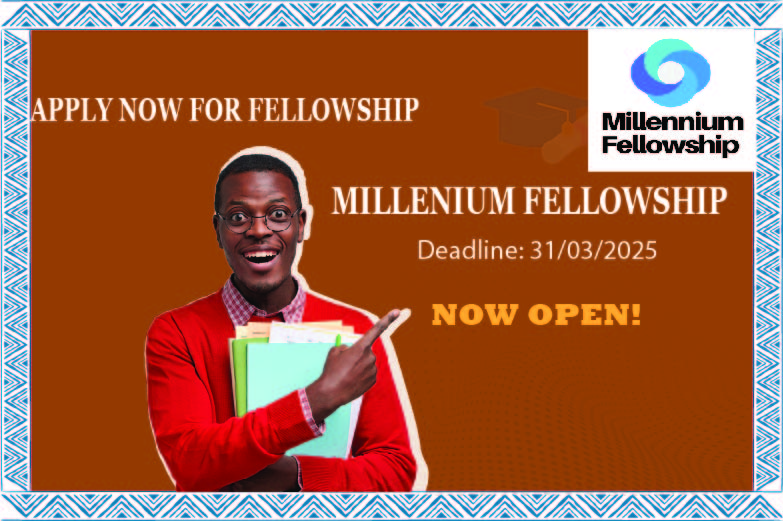 APPLY NOW FOR FELLOWSHIP
Millennium
Fellowship
MILLENIUM FELLOWSHIP
Deadline: 31/03/2025
NOW OPEN!